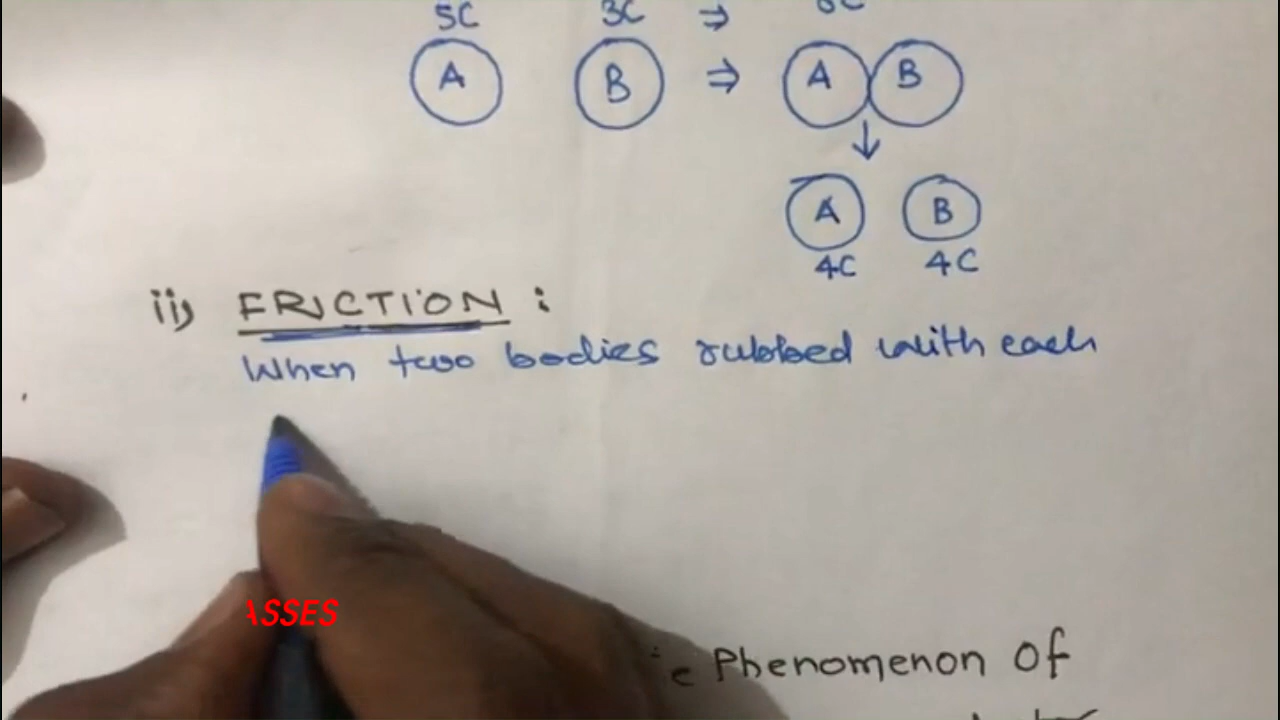 5C 3C ⇒
A B ⇒ A B
A B
4C 4C
ii) FRICTION :
When two bodies rubbed with each
ASSES
Phenomenon Of